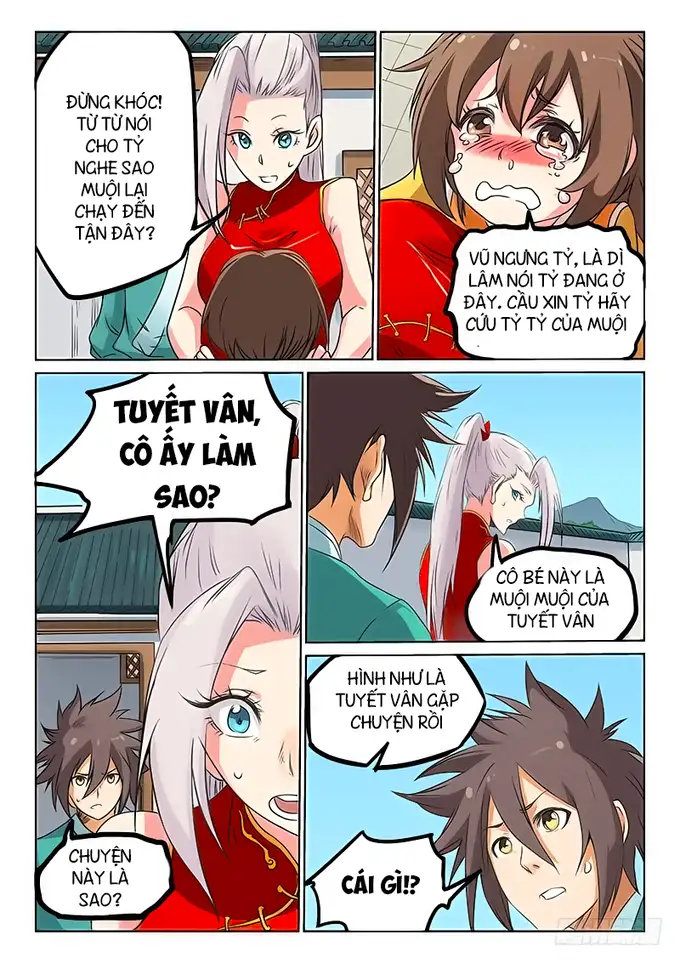 ĐỪNG KHÓC!
TỪ TỪ NÓI
CHO TỶ
NGHE SAO
MUỘI LẠI
CHẠY ĐẾN
TẬN ĐÂY?
VŨ NGƯNG TỶ, LÀ DÌ
LÂM NÓI TỶ ĐANG Ở
ĐÂY. CẦU XIN TỶ HÃY
CỨU TỶ TỶ CỦA MUỘI
TUYẾT VÂN,
CÔ ẤY LÀM
SAO?
CÔ BÉ NÀY LÀ
MUỘI MUỘI CỦA
TUYẾT VÂN
CHUYỆN
NÀY LÀ
SAO?
HÌNH NHƯ LÀ
TUYẾT VÂN GẶP
CHUYỆN RỒI
CÁI GÌ!?